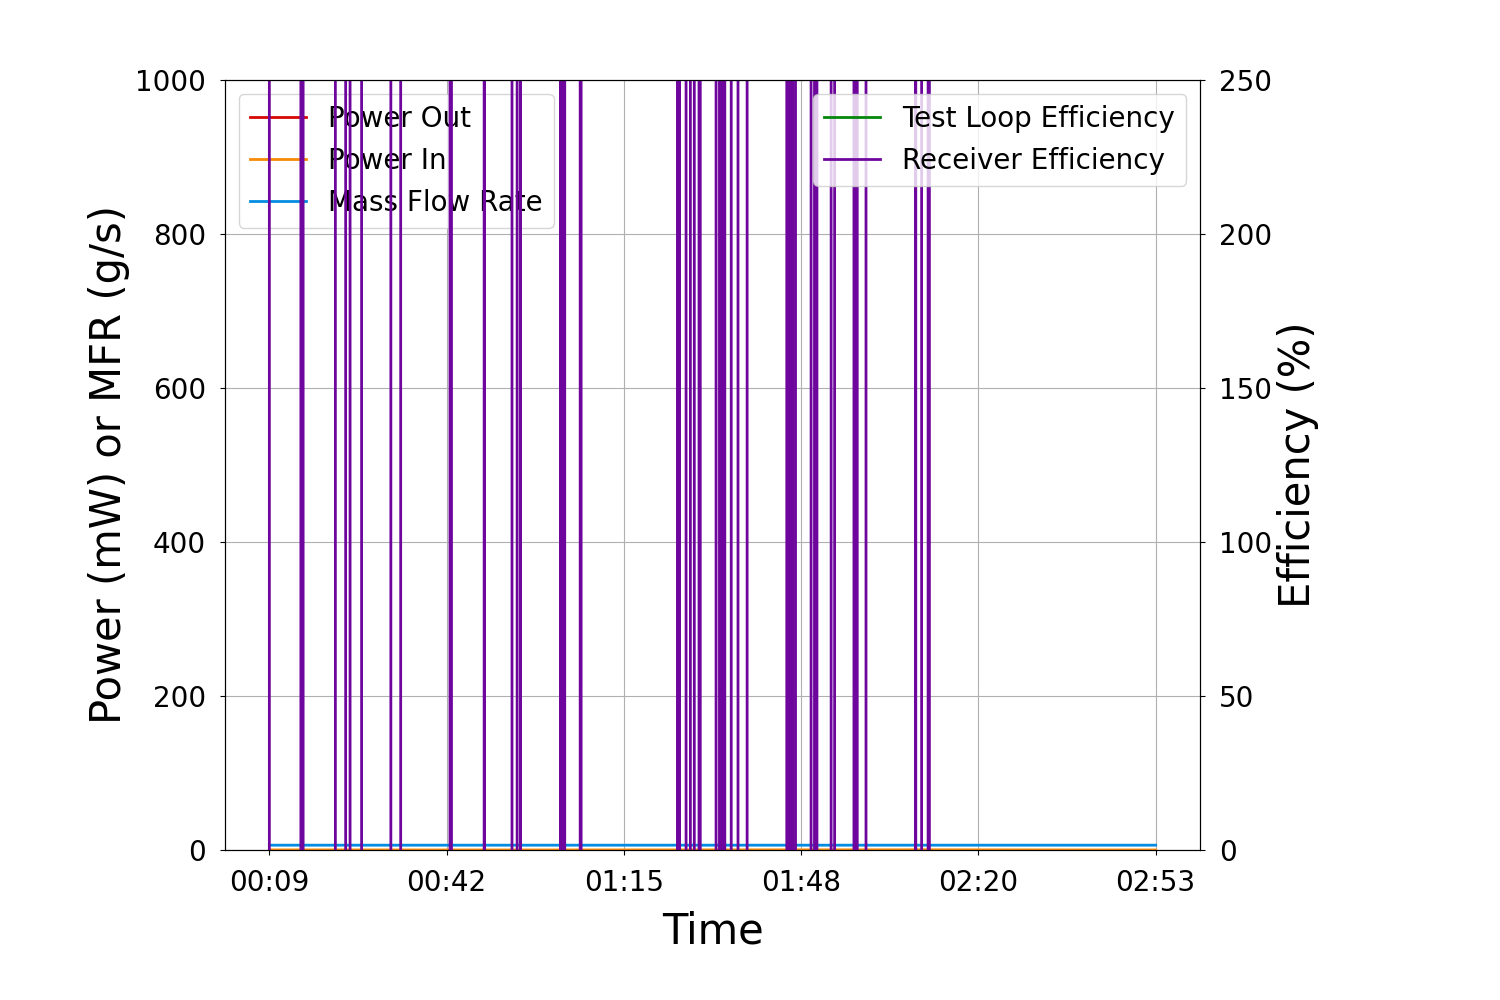 1000
800
600
400
200
0
Power (mW) or MFR (g/s)
Power Out
Power In
Mass Flow Rate
Test Loop Efficiency
Receiver Efficiency
250
200
150
100
50
0
Efficiency (%)
00:09 00:42 01:15 01:48 02:20 02:53
Time